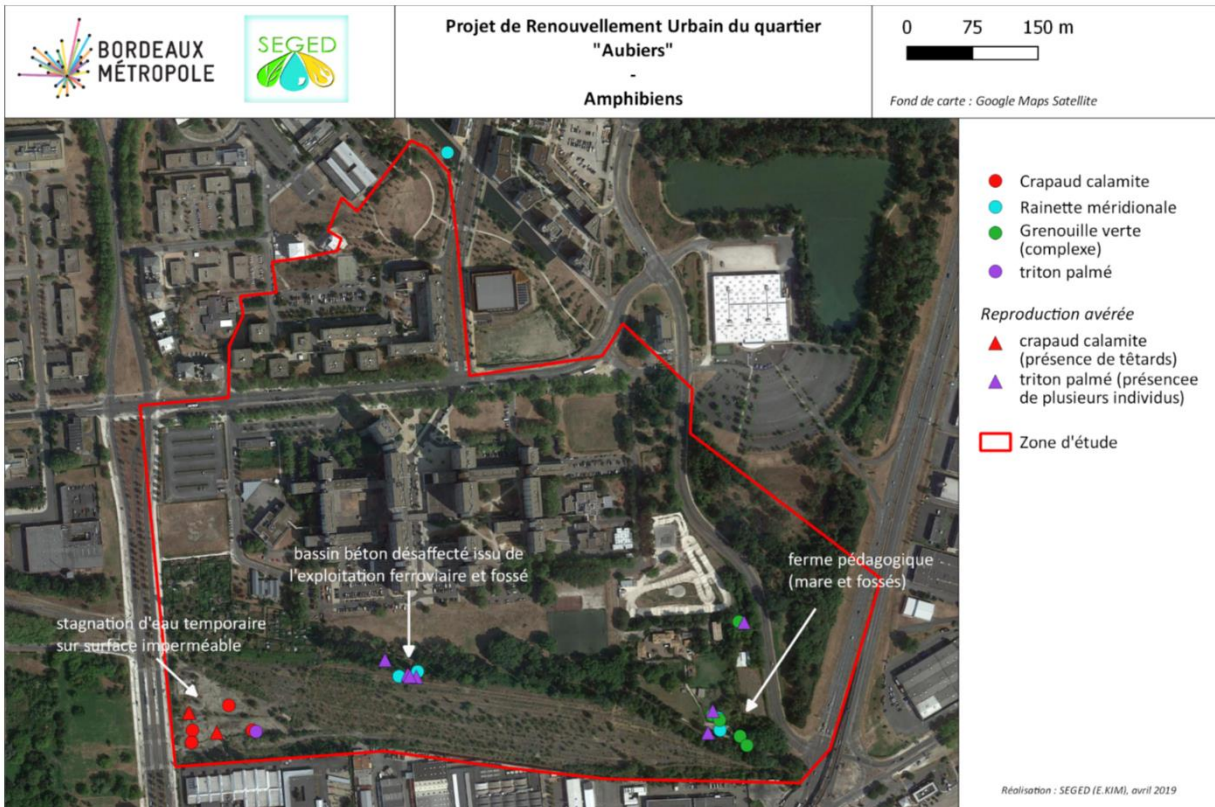 BORDEAUX
MÉTROPOLE
SEGED
Projet de Renouvellement Urbain du quartier
"Aubiers"
-
Amphibiens
0 75 150 m
Fond de carte : Google Maps Satellite
Crapaud calamite
Rainette méridionale
Grenouille verte
(complexe)
triton palmé
Reproduction avérée
crapaud calamite
(présence de têtards)
triton palmé (présencee
de plusieurs individus)
Zone d'étude
bassin béton désaffecté issu de
l'exploitation ferroviaire et fossé
ferme pédagogique
(mare et fossés)
stagnation d'eau temporaire
sur surface imperméable
Réalisation : SEGED (E.KIM), avril 2019